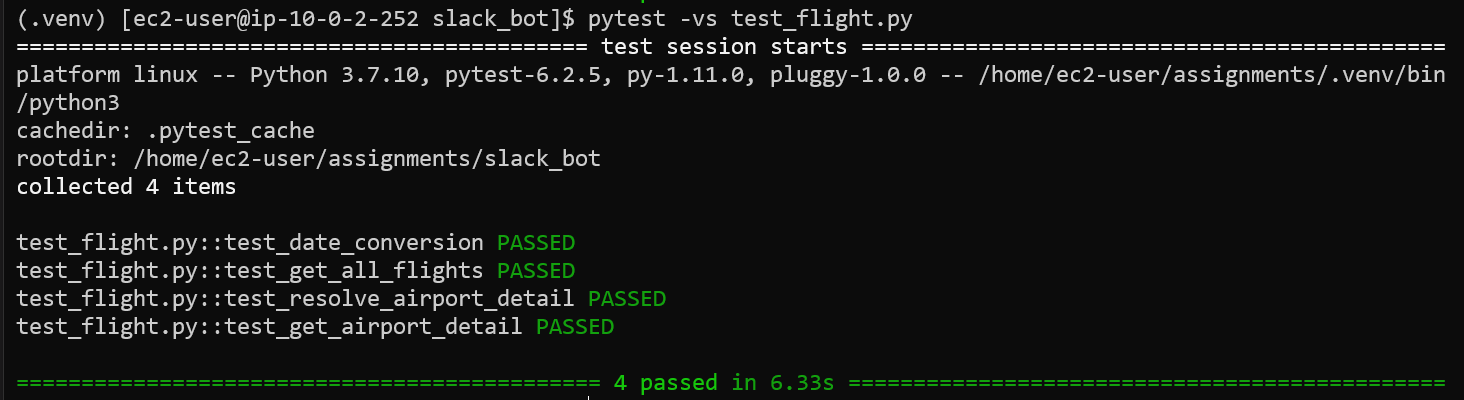 (.venv) [ec2-user@ip-10-0-2-252 slack_bot]$ pytest -vs test_flight.py
============================================ test session starts =============================================
platform linux -- Python 3.7.10, pytest-6.2.5, py-1.11.0, pluggy-1.0.0 -- /home/ec2-user/assignments/.venv/bin
/python3
cachedir: .pytest_cache
rootdir: /home/ec2-user/assignments/slack_bot
collected 4 items

test_flight.py::test_date_conversion PASSED
test_flight.py::test_get_all_flights PASSED
test_flight.py::test_resolve_airport_detail PASSED
test_flight.py::test_get_airport_detail PASSED

============================================= 4 passed in 6.33s ==============================================